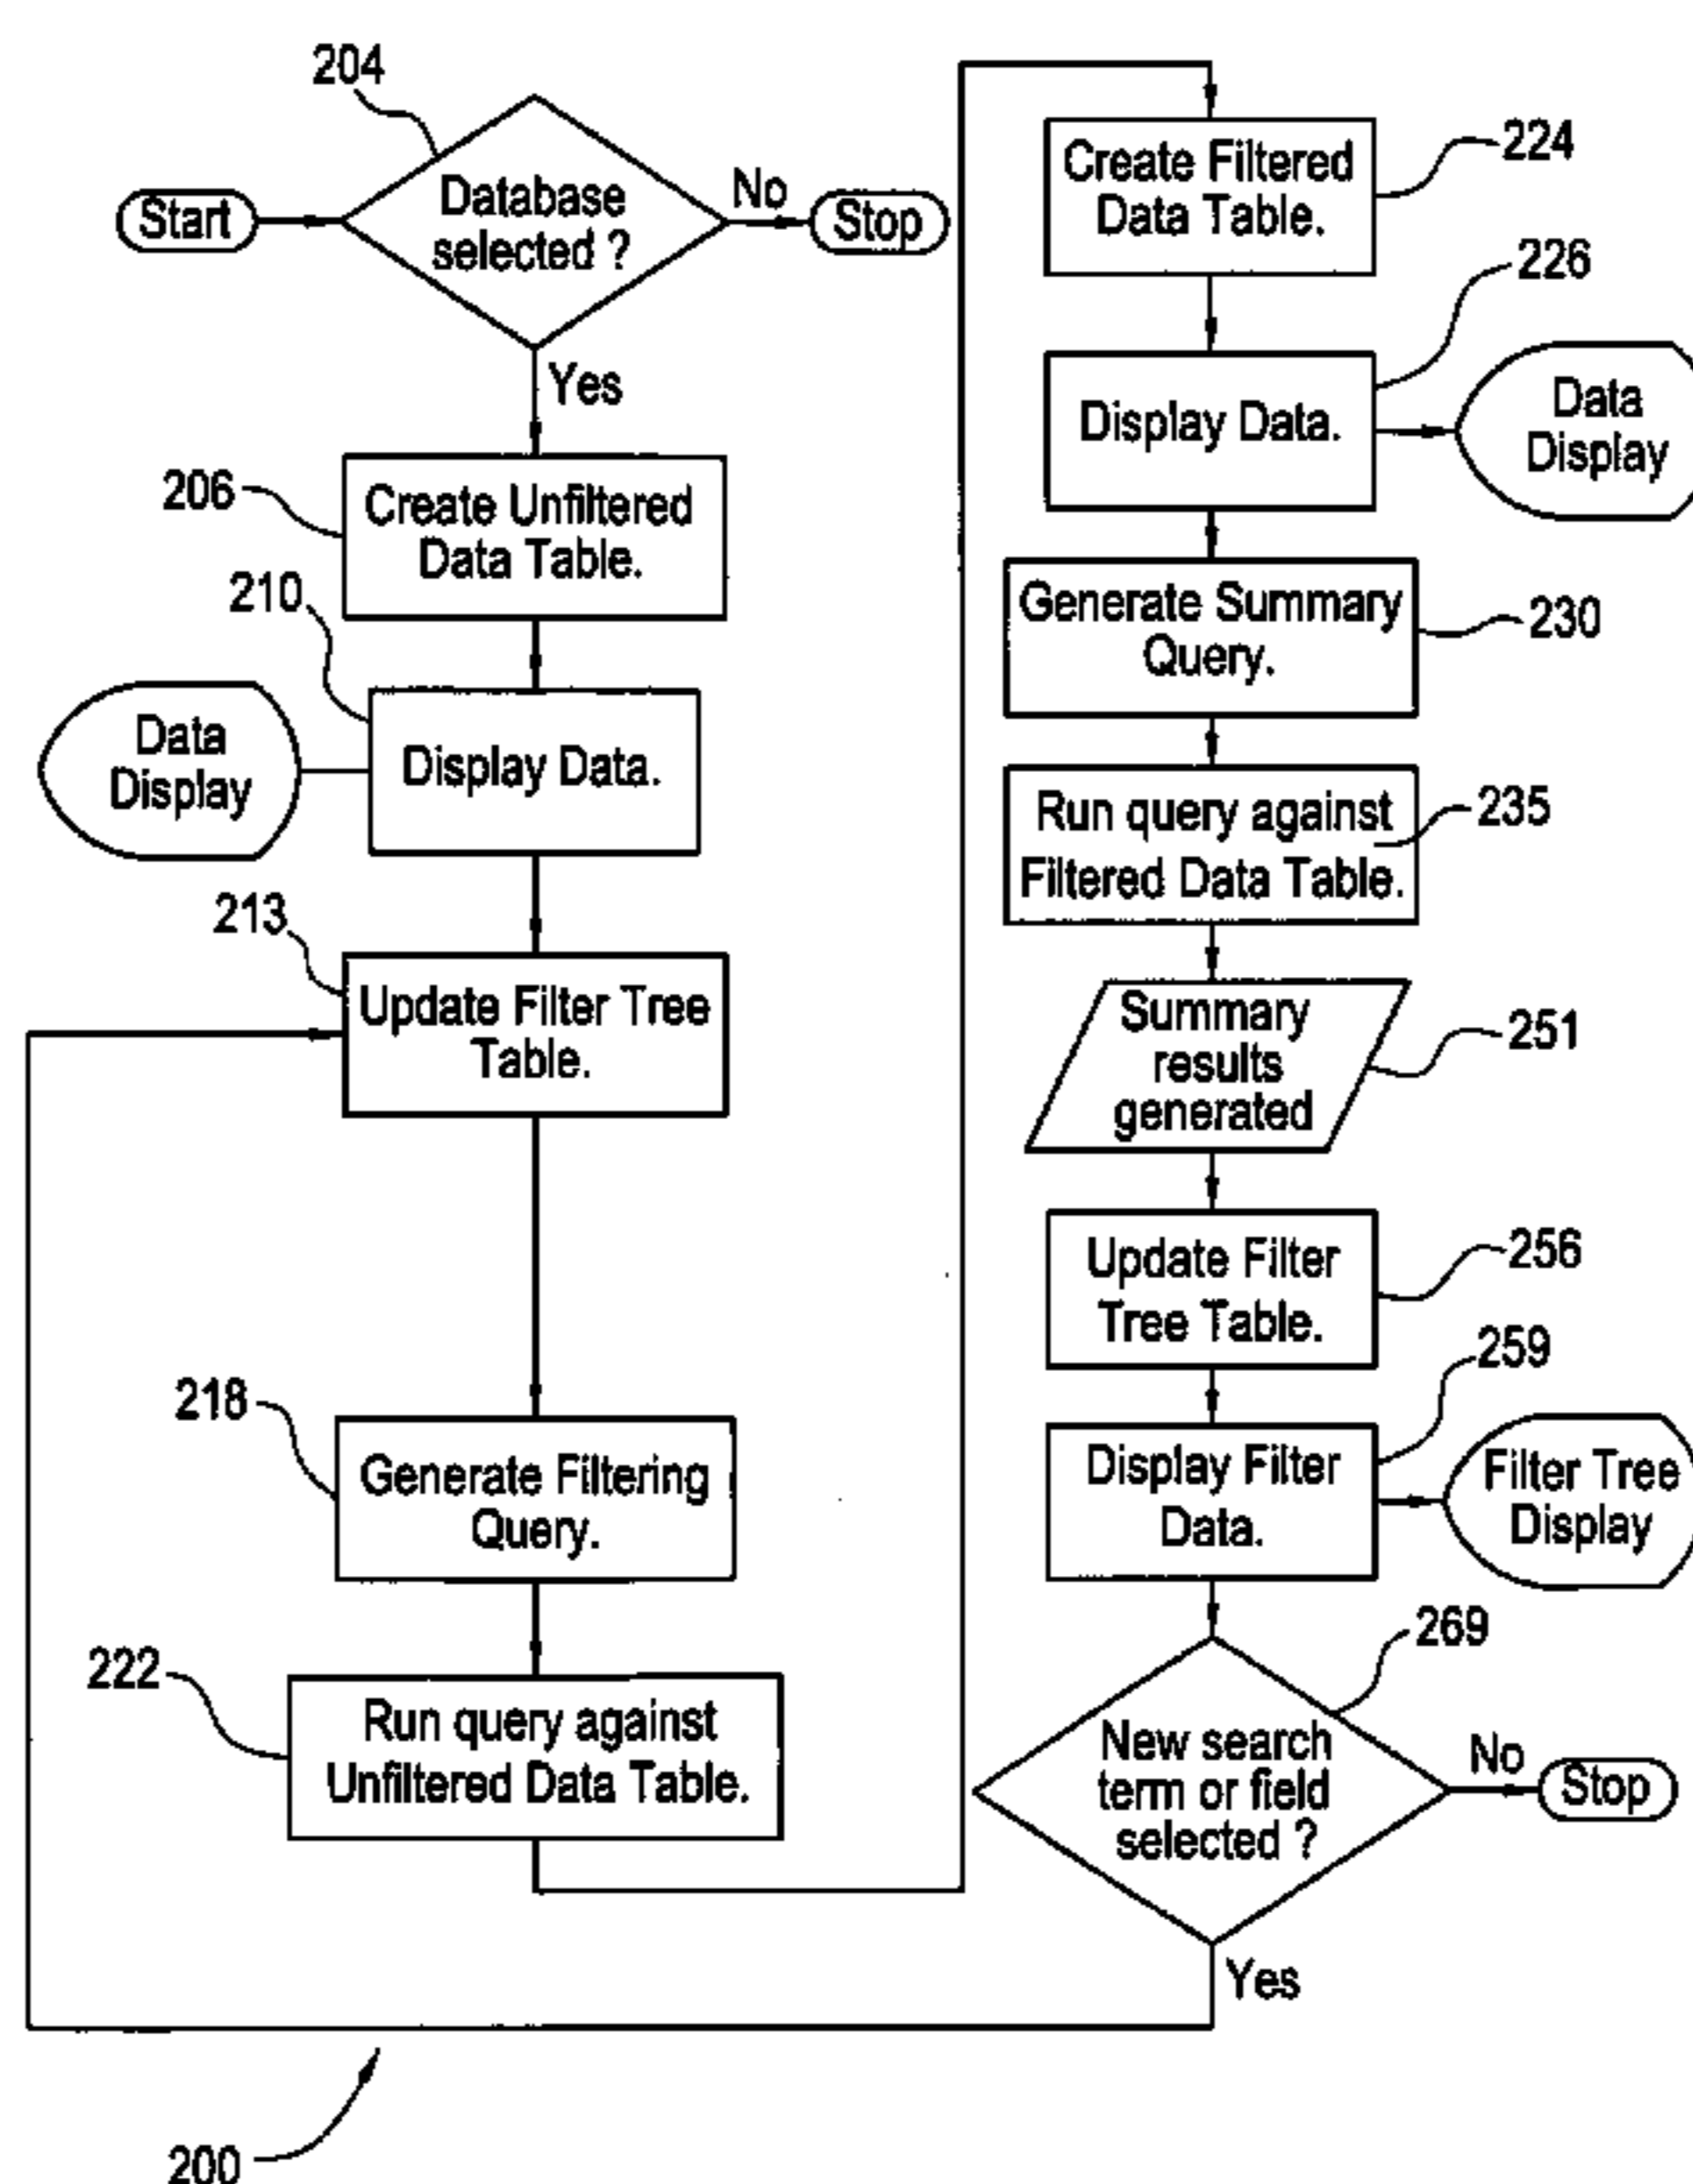 204
Start
Database
selected ?
No
Stop
Yes
206
Create Unfiltered
Data Table.
210
Data
Display
Display Data.
213
Update Filter Tree
Table.
218
Generate Filtering
Query.
222
Run query against
Unfiltered Data Table.
224
Create Filtered
Data Table.
226
Display Data.
Data
Display
230
Generate Summary
Query.
235
Run query against
Filtered Data Table.
251
Summary
results
generated
256
Update Filter
Tree Table.
259
Display Filter
Data.
Filter Tree
Display
269
New search
term or field
selected ?
No
Stop
Yes
200